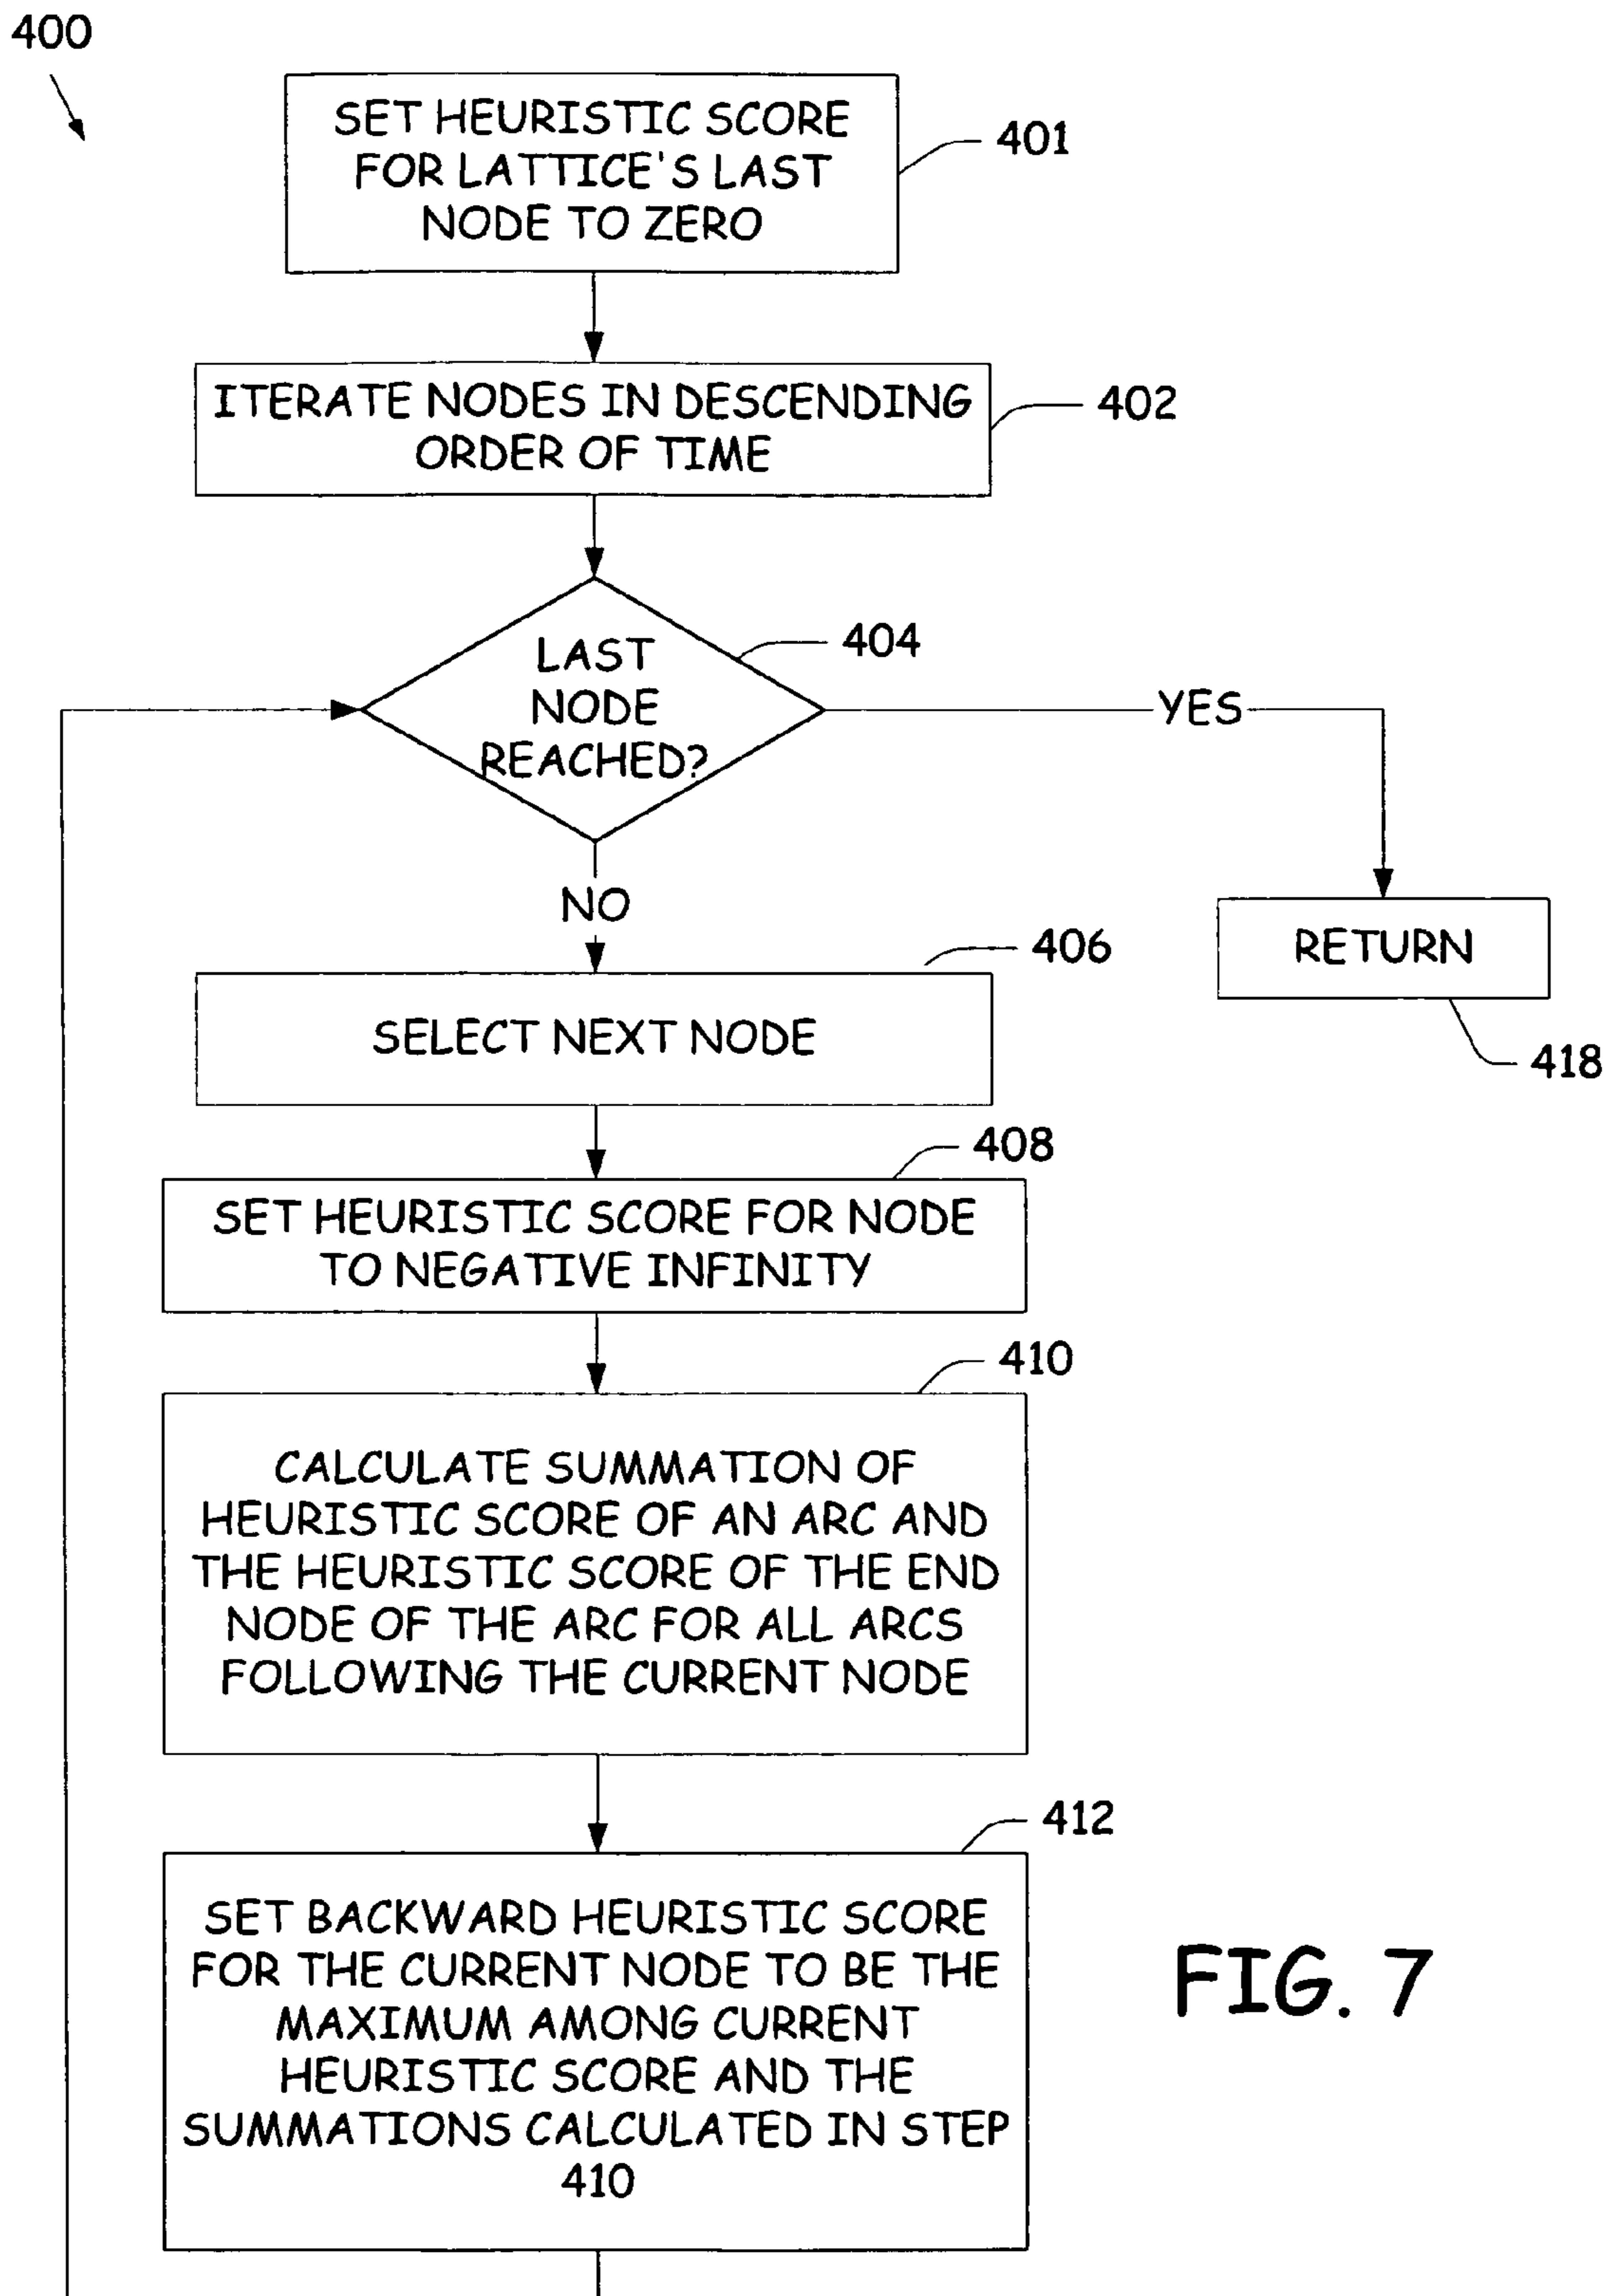 400
SET HEURISTIC SCORE
FOR LATTICE'S LAST
NODE TO ZERO
401
ITERATE NODES IN DESCENDING
ORDER OF TIME
402
LAST
NODE
REACHED?
404
YES
NO
406
RETURN
SELECT NEXT NODE
418
408
SET HEURISTIC SCORE FOR NODE
TO NEGATIVE INFINITY
410
CALCULATE SUMMATION OF
HEURISTIC SCORE OF AN ARC AND
THE HEURISTIC SCORE OF THE END
NODE OF THE ARC FOR ALL ARCS
FOLLOWING THE CURRENT NODE
412
SET BACKWARD HEURISTIC SCORE
FOR THE CURRENT NODE TO BE THE
MAXIMUM AMONG CURRENT
HEURISTIC SCORE AND THE
SUMMATIONS CALCULATED IN STEP
410
FIG. 7